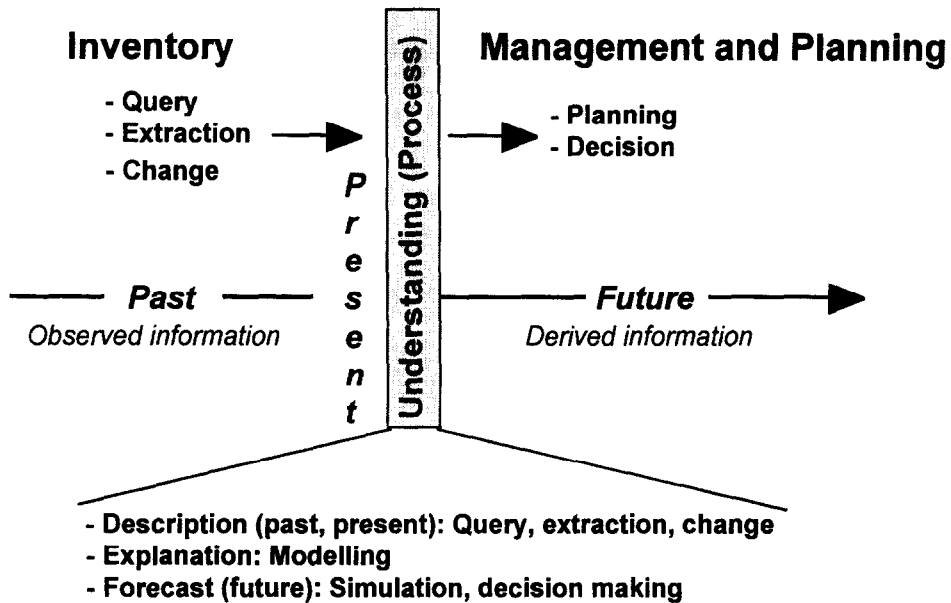 Inventory
- Query
- Extraction
- Change
Present
Understanding (Process)
Management and Planning
- Planning
- Decision
Past
Observed information
Future
Derived information
- Description (past, present): Query, extraction, change
- Explanation: Modelling
- Forecast (future): Simulation, decision making